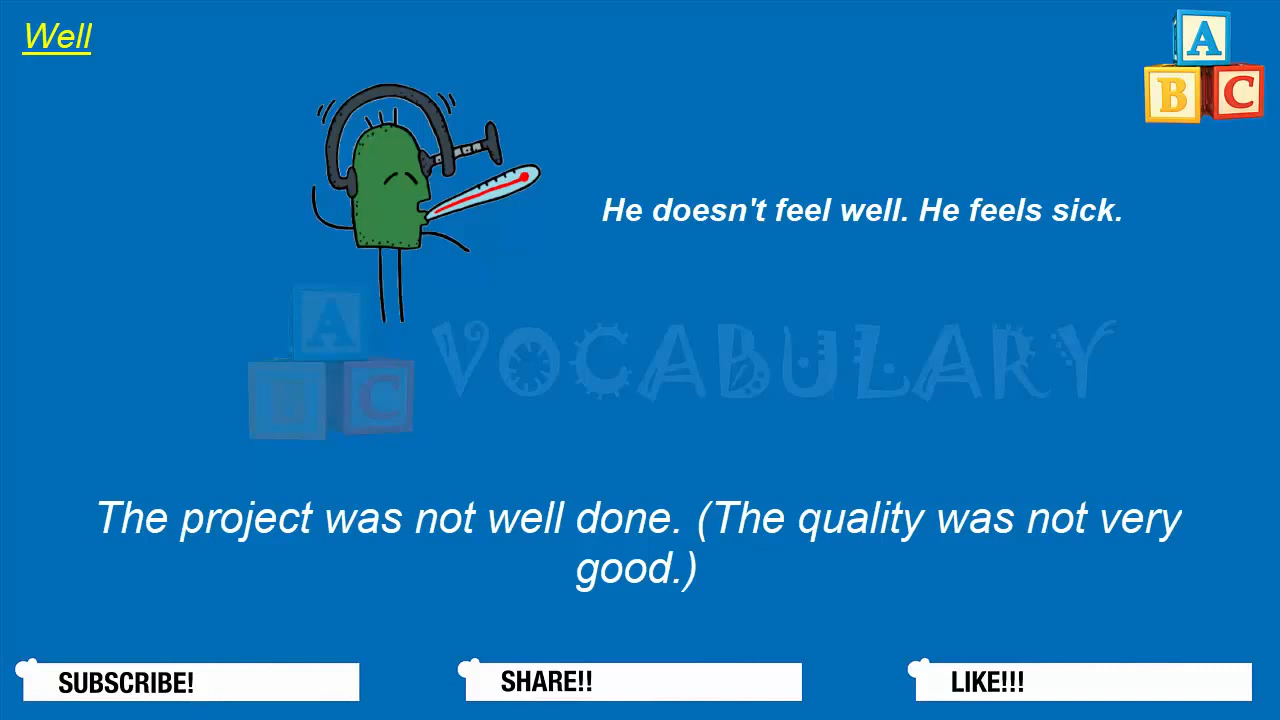 Well
A
B C
He doesn't feel well. He feels sick.
A
B C
VOCABULARY
The project was not well done. (The quality was not very
good.)
SUBSCRIBE!
SHARE!!
LIKE!!!